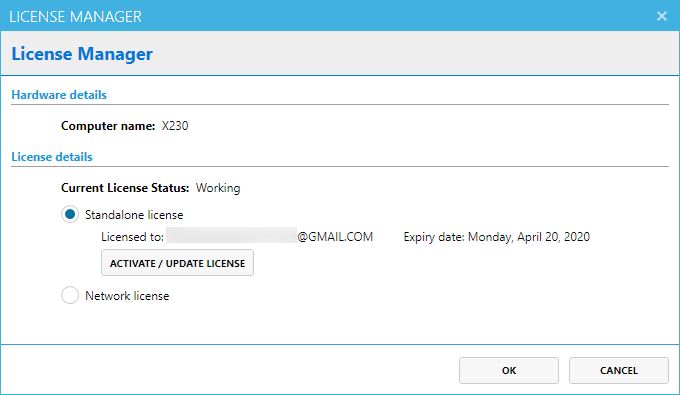 LICENSE MANAGER
License Manager
Hardware details
Computer name: X230
License details
Current License Status: Working
Standalone license
Licensed to: @GMAIL.COM Expiry date: Monday, April 20, 2020
ACTIVATE / UPDATE LICENSE
Network license
OK CANCEL